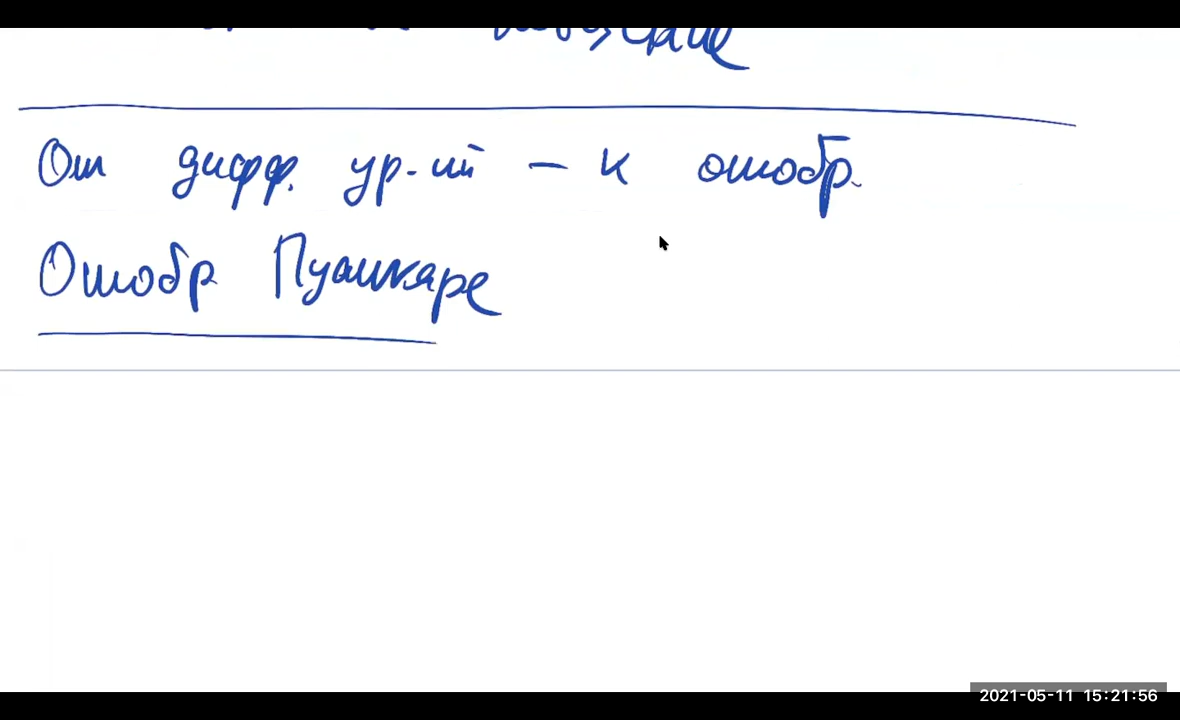 От дифф. ур-ий – к отобр.
Отобр Пуанкаре
2021-05-11 15:21:56